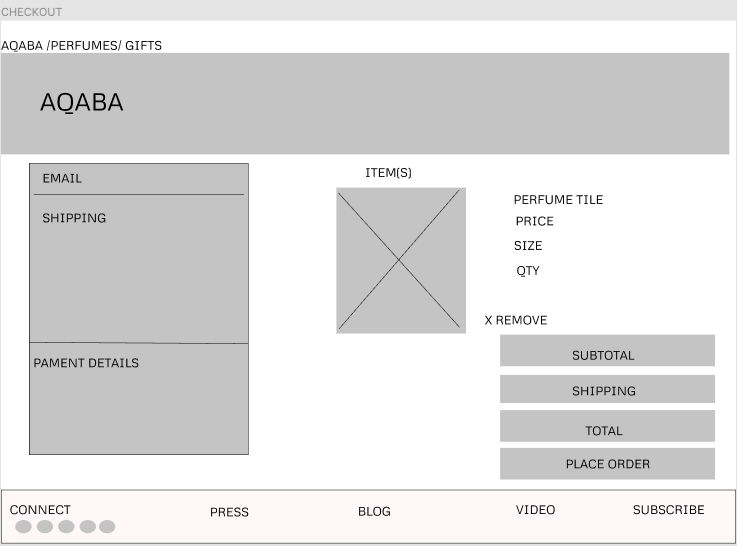 CHECKOUT
AQABA /PERFUMES/ GIFTS
AQABA
EMAIL
SHIPPING
PAMENT DETAILS
ITEM(S)
PERFUME TILE
PRICE
SIZE
QTY
X REMOVE
SUBTOTAL
SHIPPING
TOTAL
PLACE ORDER
CONNECT
PRESS
BLOG
VIDEO
SUBSCRIBE